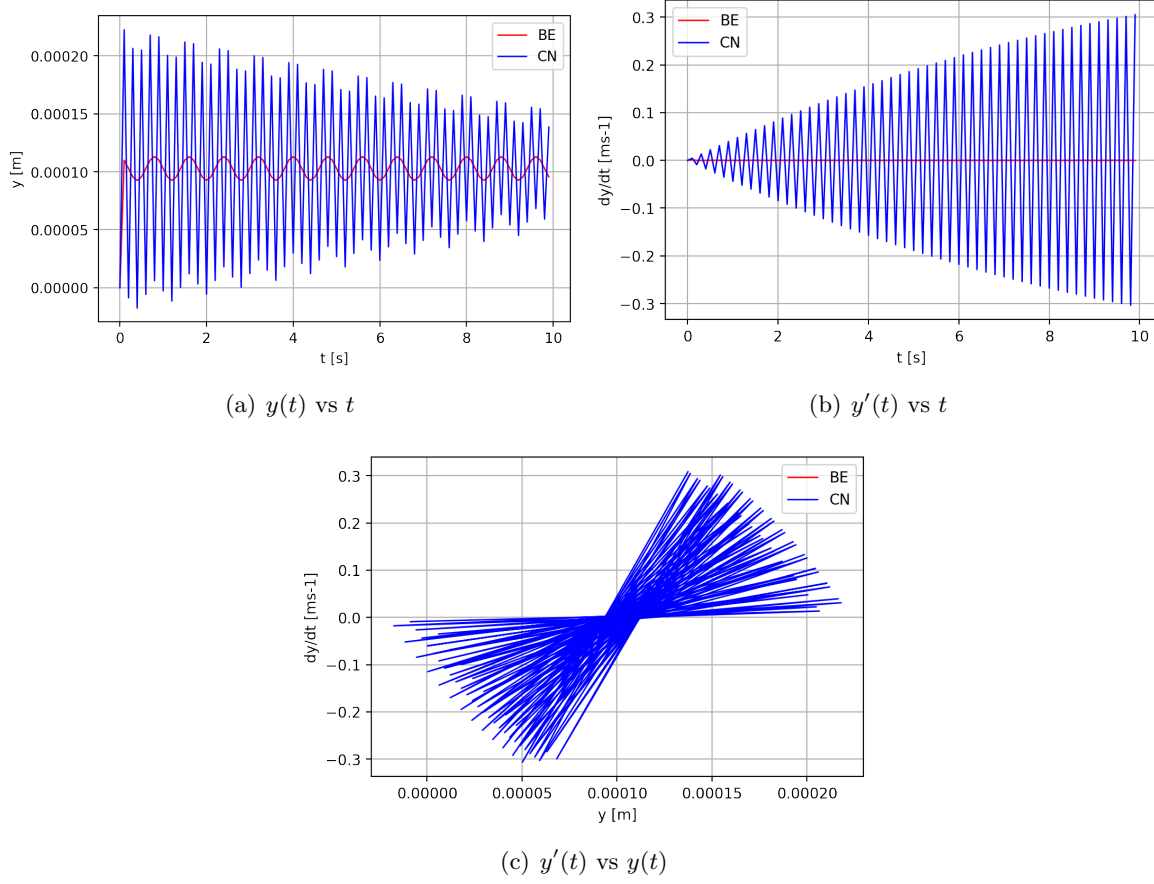 BE
CN
0.00020
0.00015
0.00010
0.00005
0.00000
y [m]
0
2
4
6
8
10
t [s]
(a) y(t) vs t
BE
CN
0.3
0.2
0.1
0.0
−0.1
−0.2
−0.3
dy/dt [ms-1]
0
2
4
6
8
10
t [s]
(b) y′(t) vs t
BE
CN
0.3
0.2
0.1
0.0
−0.1
−0.2
−0.3
dy/dt [ms-1]
0.00000
0.00005
0.00010
0.00015
0.00020
y [m]
(c) y′(t) vs y(t)